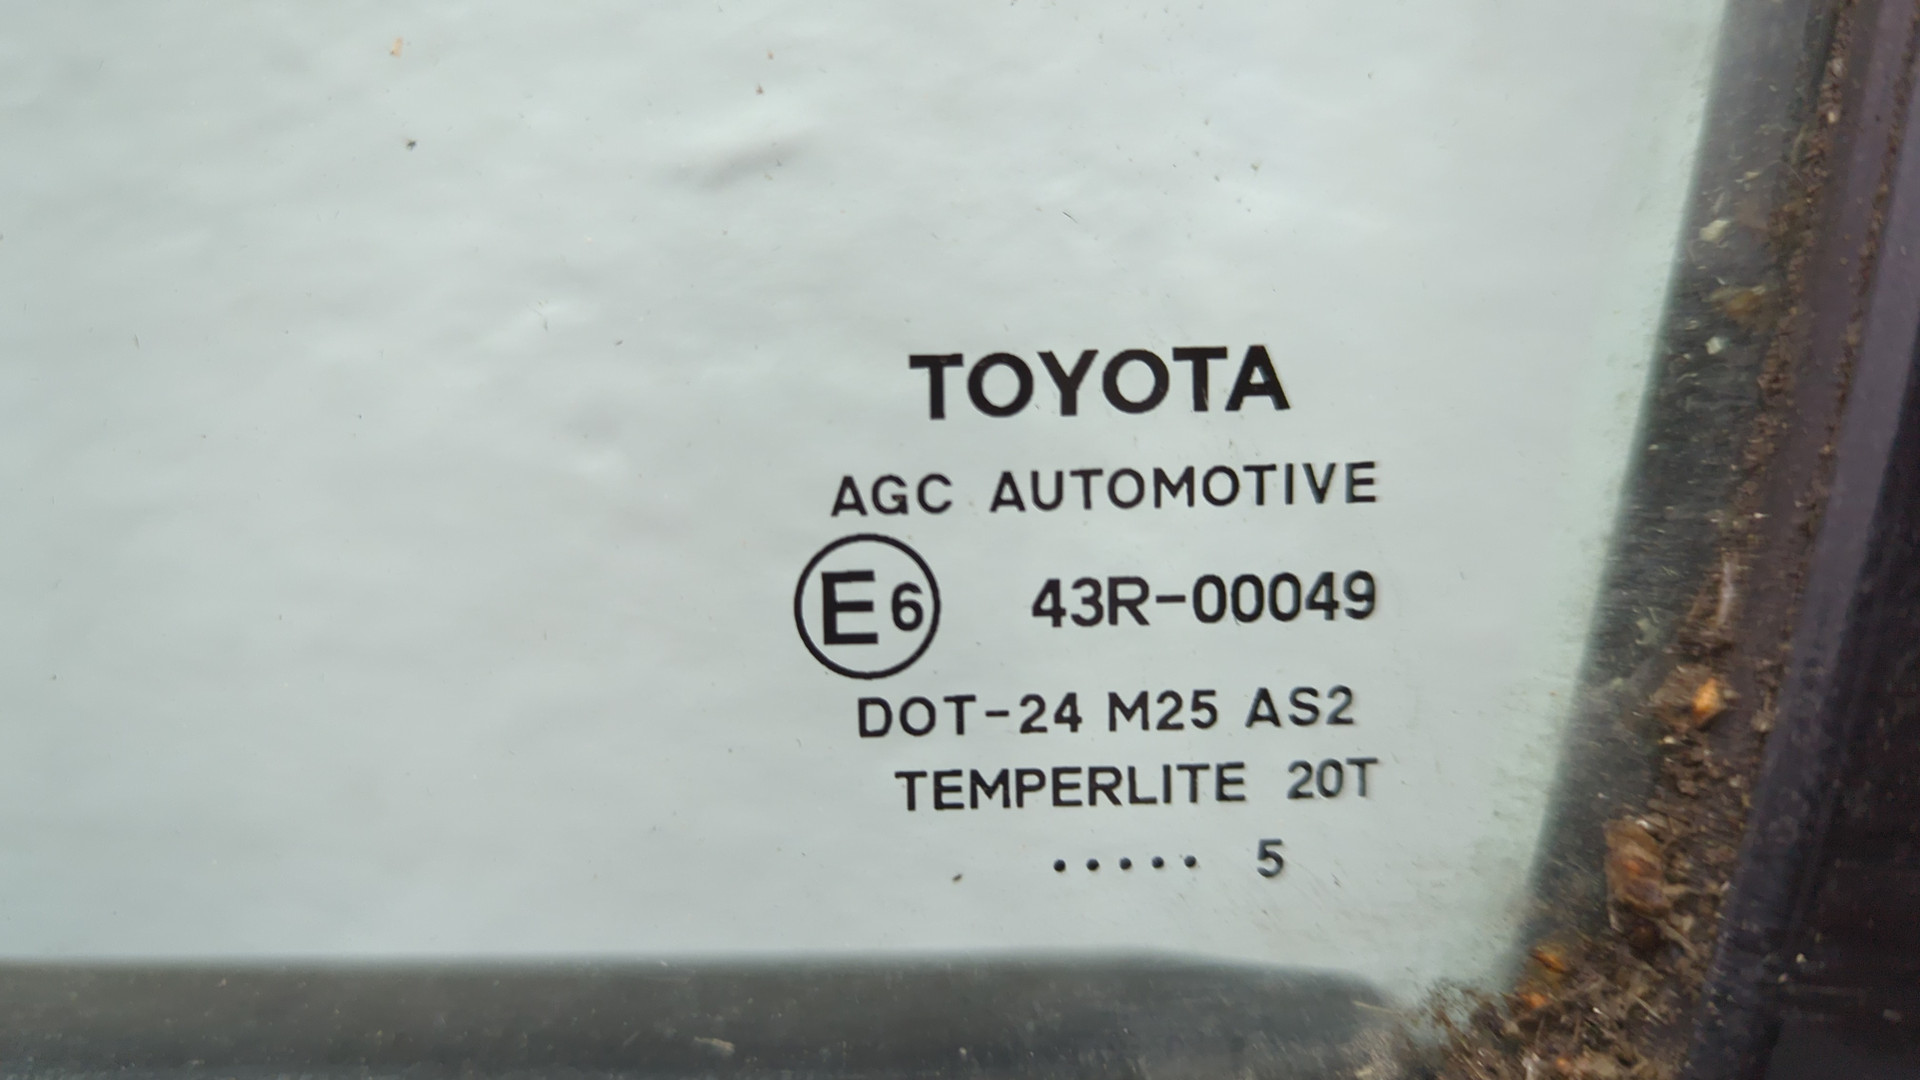 TOYOTA
AGC AUTOMOTIVE
E6 43R-00049
DOT-24 M25 AS2
TEMPERLITE 20T
..... 5